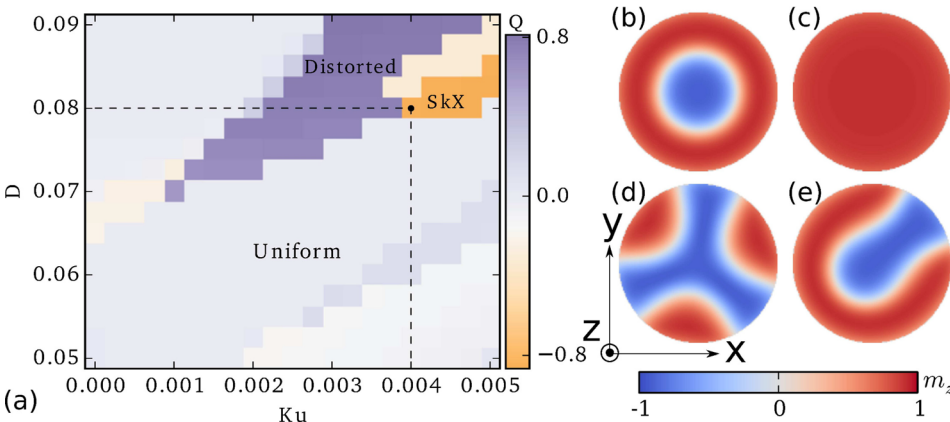 (a)
D
0.09
0.08
0.07
0.06
0.05
Distorted
SkX
Uniform
0.000 0.001 0.002 0.003 0.004 0.005
Ku
Q
0.8
0.0
−0.8
(b)
(c)
(d)
(e)
y
z
x
-1 0 1
m_z